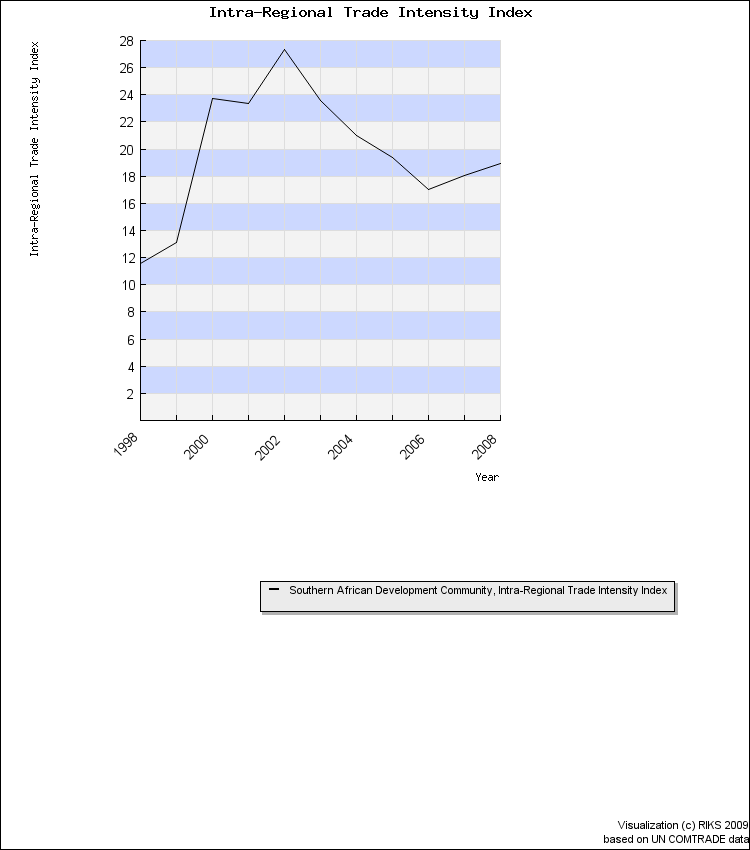 Intra-Regional Trade Intensity Index
Intra-Regional Trade Intensity Index
28
26
24
22
20
18
16
14
12
10
8
6
4
2
1998 2000 2002 2004 2006 2008
Year
Southern African Development Community, Intra-Regional Trade Intensity Index
Visualization (c) RIKS 2009
based on UN COMTRADE data